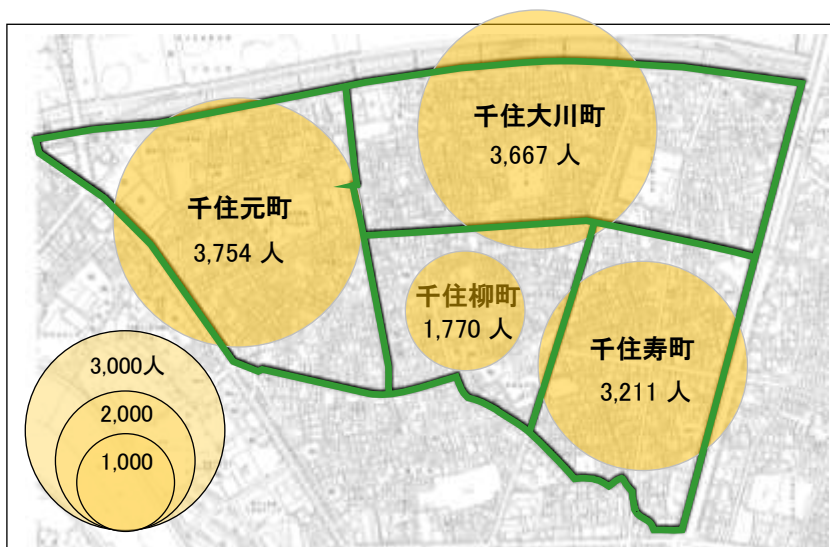 千住大川町
3,667 人
千住元町
3,754 人
千住柳町
1,770 人
千住寿町
3,211 人
3,000人
2,000
1,000